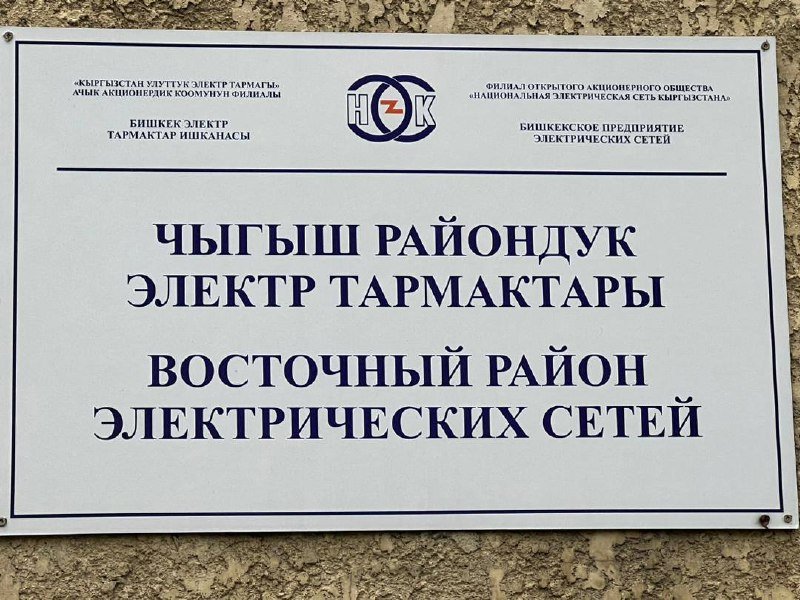 «КЫРГЫЗСТАН УЛУТТУК ЭЛЕКТР ТАРМАГЫ»
АЧЫК АКЦИОНЕРДИК КООМУНУН ФИЛИАЛЫ
БИШКЕК ЭЛЕКТР
ТАРМАКТАР ИШКАНАСЫ
НЭСК
ФИЛИАЛ ОТКРЫТОГО АКЦИОНЕРНОГО ОБЩЕСТВА
«НАЦИОНАЛЬНАЯ ЭЛЕКТРИЧЕСКАЯ СЕТЬ КЫРГЫЗСТАНА»
БИШКЕКСКОЕ ПРЕДПРИЯТИЕ
ЭЛЕКТРИЧЕСКИХ СЕТЕЙ
ЧЫГЫШ РАЙОНДУК
ЭЛЕКТР ТАРМАКТАРЫ
ВОСТОЧНЫЙ РАЙОН
ЭЛЕКТРИЧЕСКИХ СЕТЕЙ